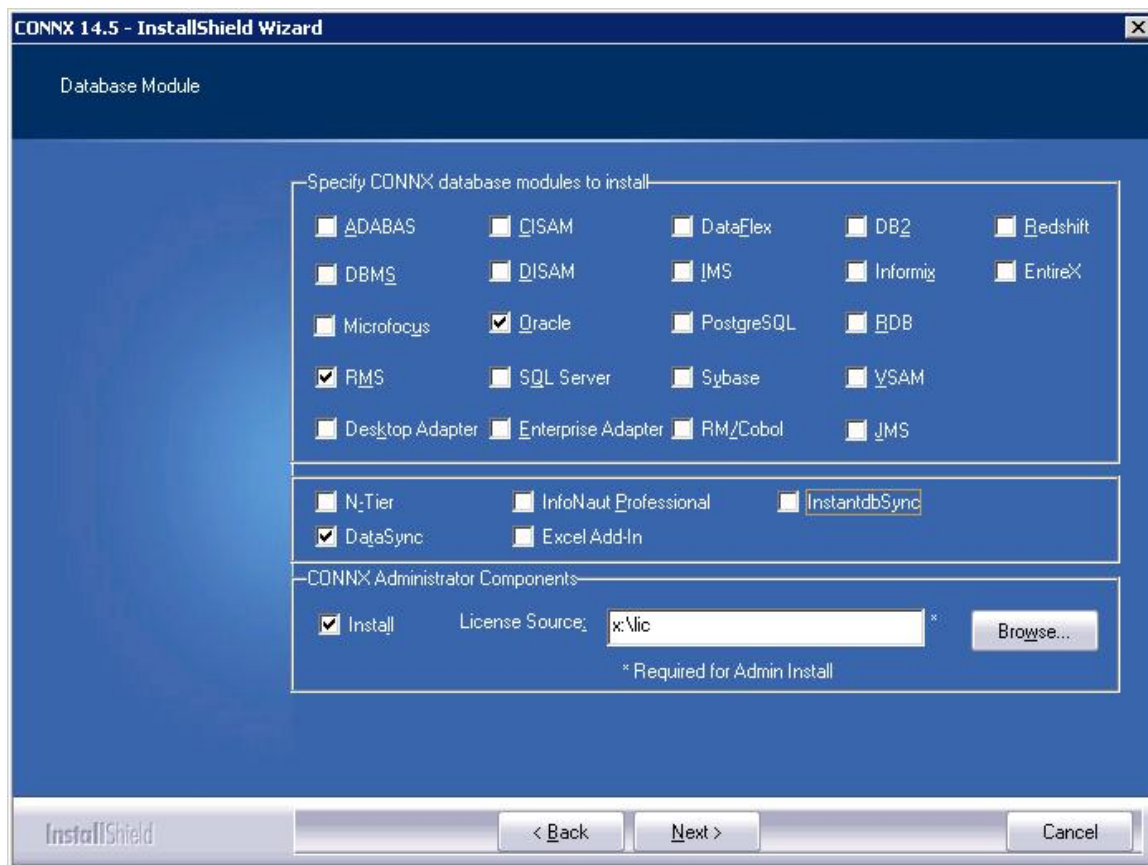 CONNX 14.5 - InstallShield Wizard
Database Module
Specify CONNX database modules to install
ADABAS CISAM DataFlex DB2 Redshift
DBMS DISAM IMS Informix EntireX
Microfocus Oracle PostgreSQL RDB
RMS SQL Server Sybase VSAM
Desktop Adapter Enterprise Adapter RM/Cobol JMS
N-Tier InfoNaut Professional InstantdbSync
DataSync Excel Add-In
CONNX Administrator Components
Install License Source: x:\lic * Browse...
* Required for Admin Install
InstallShield < Back Next > Cancel